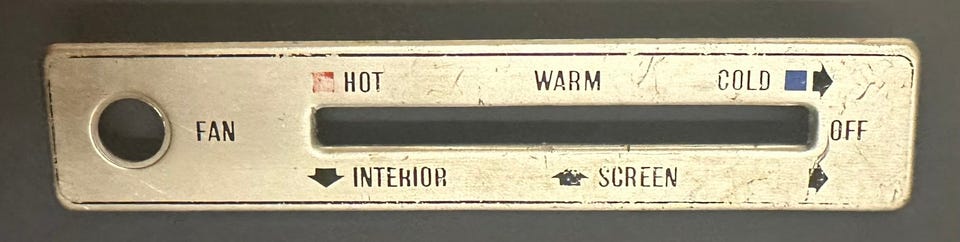 HOT WARM COLD
FAN OFF
INTERIOR SCREEN